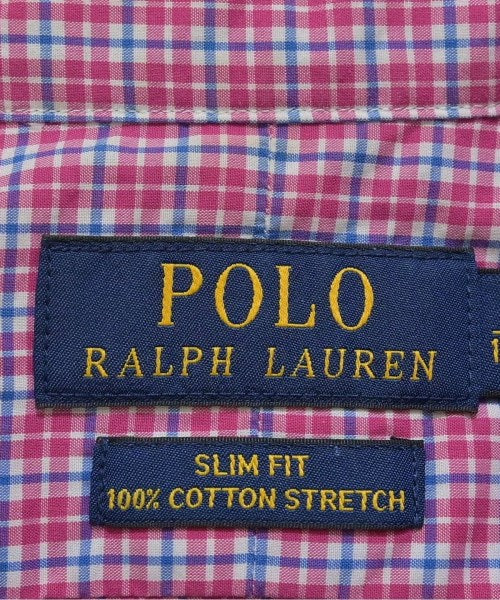 POLO
RALPH LAUREN
SLIM FIT
100% COTTON STRETCH